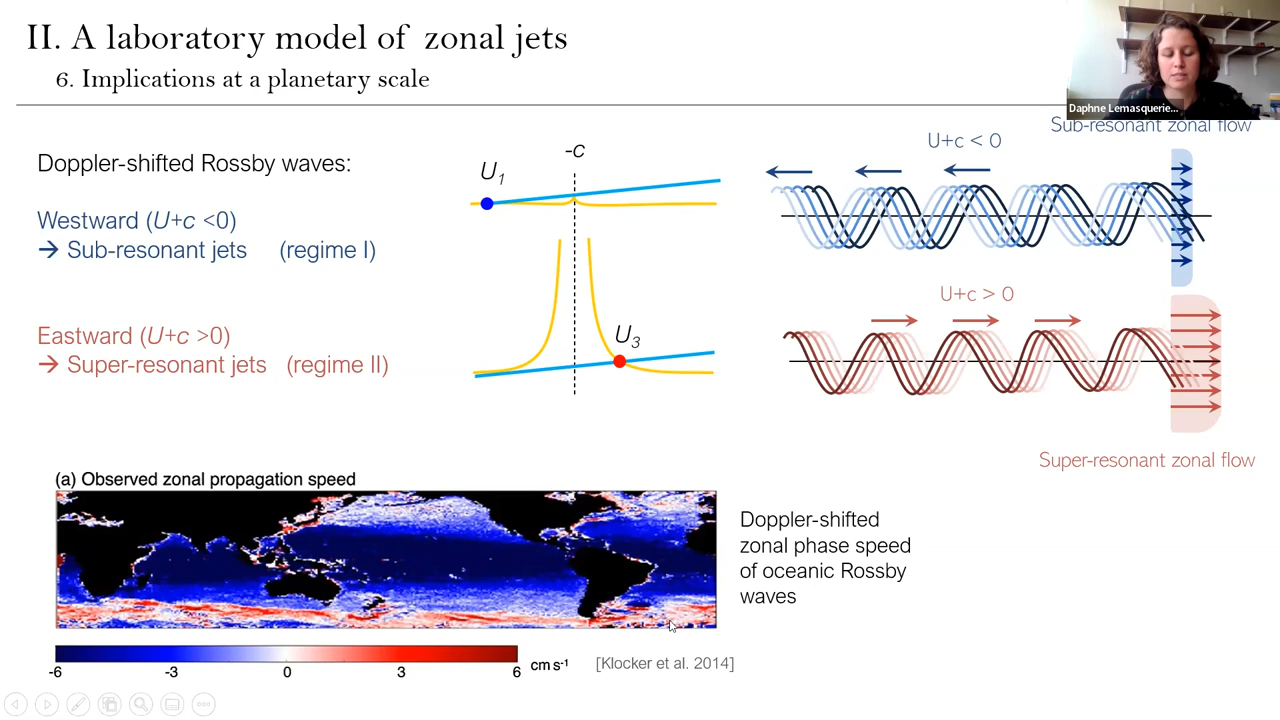 II. A laboratory model of zonal jets
6. Implications at a planetary scale
Daphne Lemasquerie...
Doppler-shifted Rossby waves:
Westward (U+c <0)
→ Sub-resonant jets (regime I)
Eastward (U+c >0)
→ Super-resonant jets (regime II)
-c
U₁
U₃
Sub-resonant zonal flow
U+c < 0
U+c > 0
Super-resonant zonal flow
(a) Observed zonal propagation speed
-6 -3 0 3 6 cm s⁻¹
[Klocker et al. 2014]
Doppler-shifted
zonal phase speed
of oceanic Rossby
waves